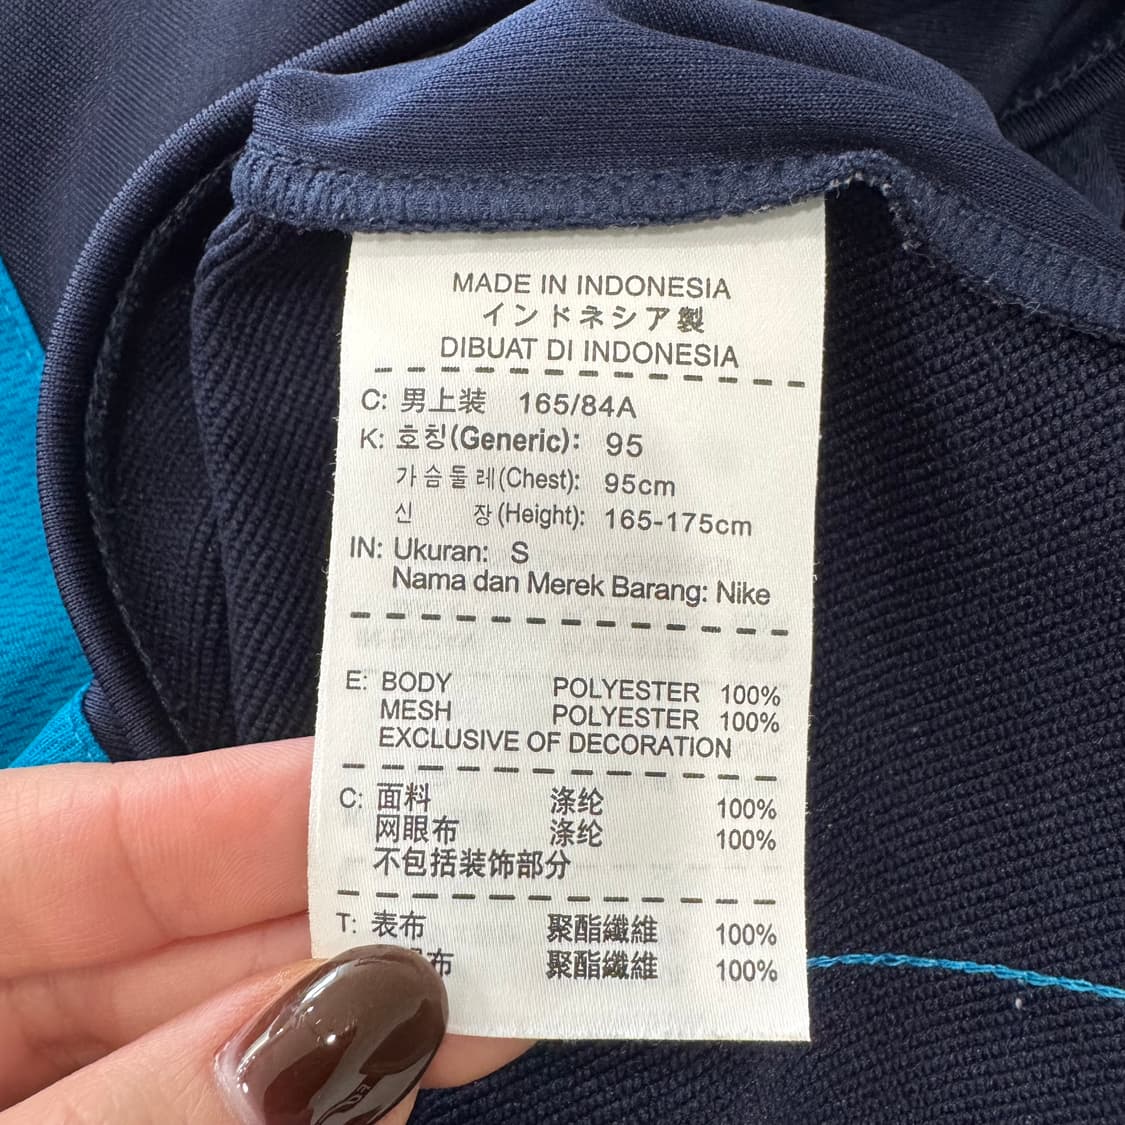 MADE IN INDONESIA
インドネシア製
DIBUAT DI INDONESIA
C: 男上装 165/84A
K: 호칭(Generic): 95
가슴둘레(Chest): 95cm
신 장(Height): 165-175cm
IN: Ukuran: S
Nama dan Merek Barang: Nike
E: BODY POLYESTER 100%
MESH POLYESTER 100%
EXCLUSIVE OF DECORATION
C: 面料 涤纶 100%
网眼布 涤纶 100%
不包括装饰部分
T: 表布 聚酯纖維 100%
布 聚酯纖維 100%